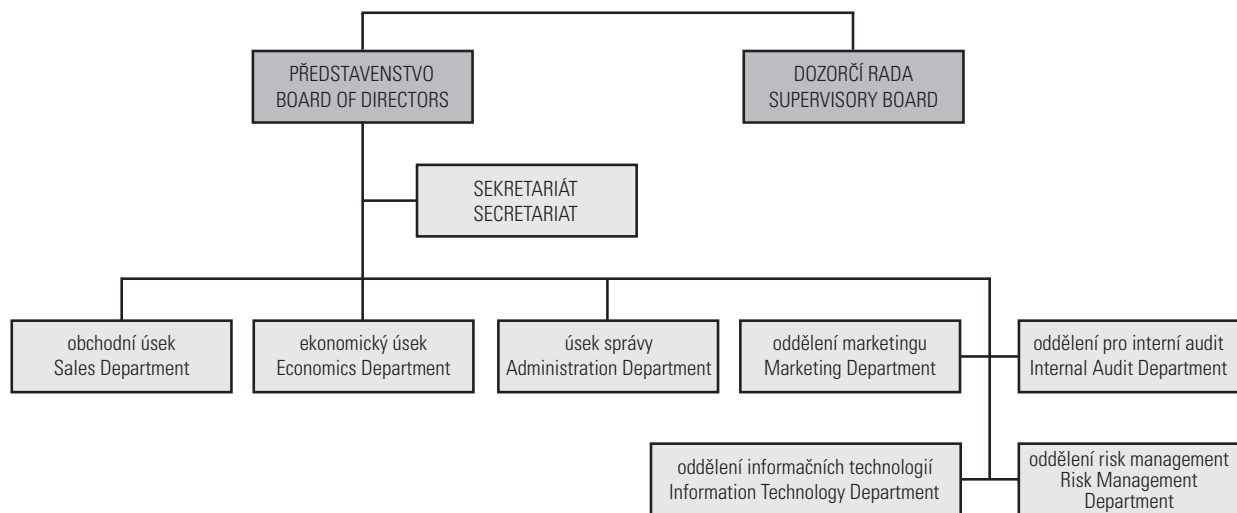 PŘEDSTAVENSTVO
BOARD OF DIRECTORS
DOZORČÍ RADA
SUPERVISORY BOARD
SEKRETARIÁT
SECRETARIAT
obchodní úsek
Sales Department
ekonomický úsek
Economics Department
úsek správy
Administration Department
oddělení marketingu
Marketing Department
oddělení pro interní audit
Internal Audit Department
oddělení informačních technologií
Information Technology Department
oddělení risk management
Risk Management
Department